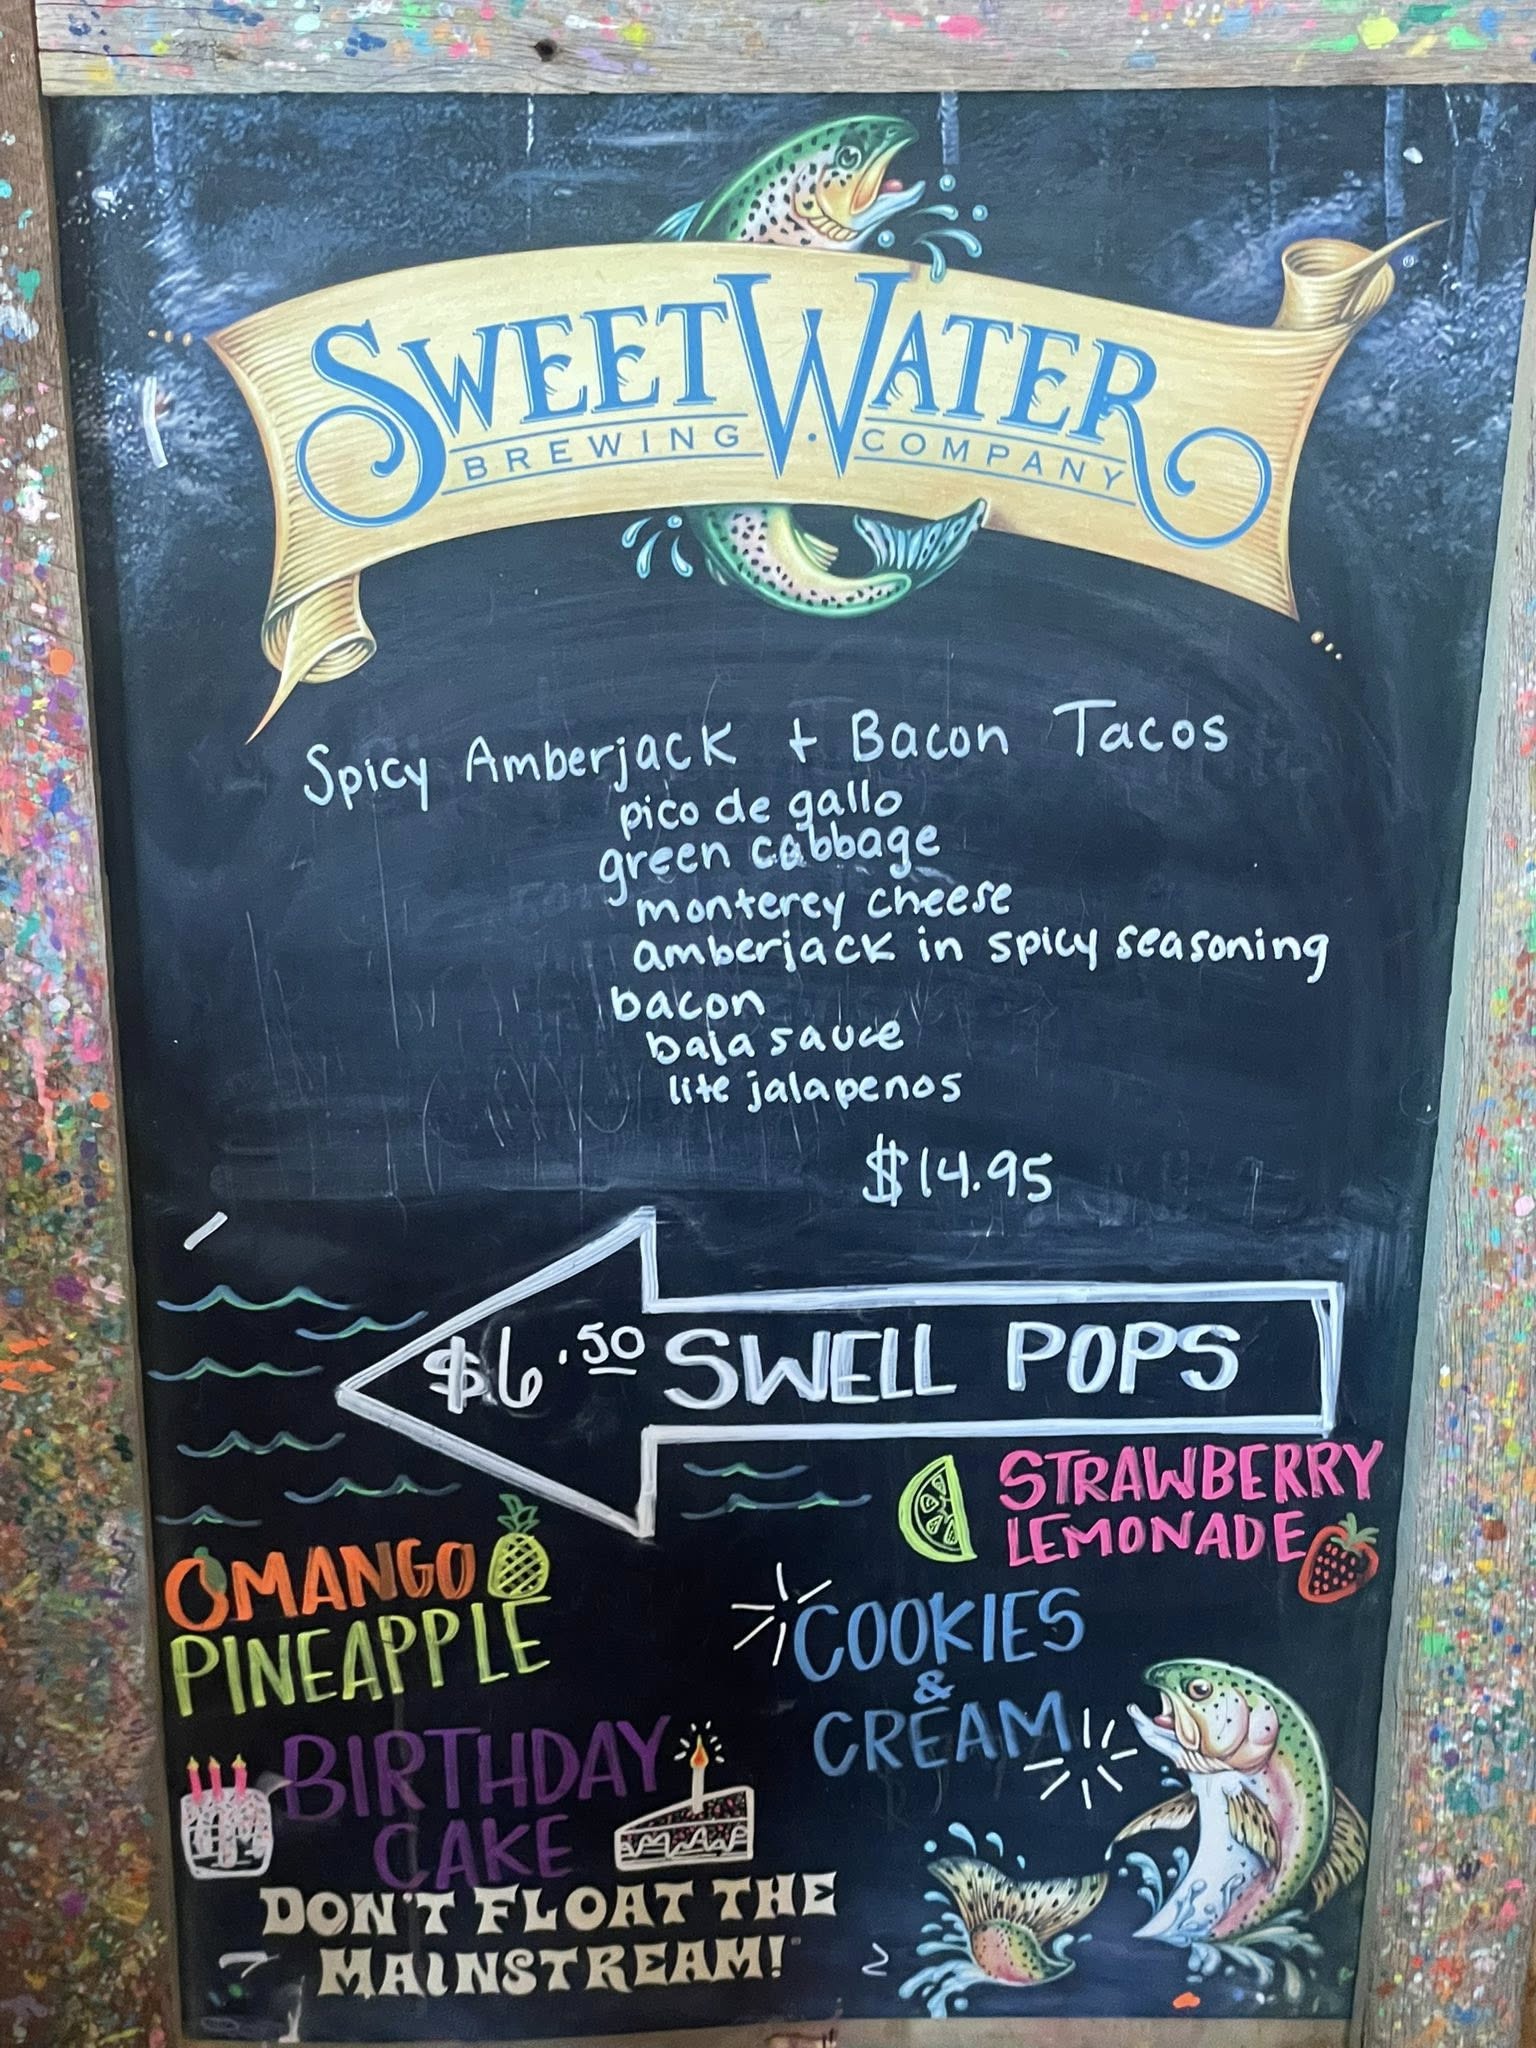 SWEETWATER
BREWING · COMPANY
Spicy Amberjack + Bacon Tacos
pico de gallo
green cabbage
monterey cheese
amberjack in spicy seasoning
bacon
baja sauce
lite jalapenos
$14.95
$6.50 SWELL POPS
STRAWBERRY
LEMONADE
MANGO
PINEAPPLE
COOKIES
&
CREAM
BIRTHDAY
CAKE
DON'T FLOAT THE
MAINSTREAM!